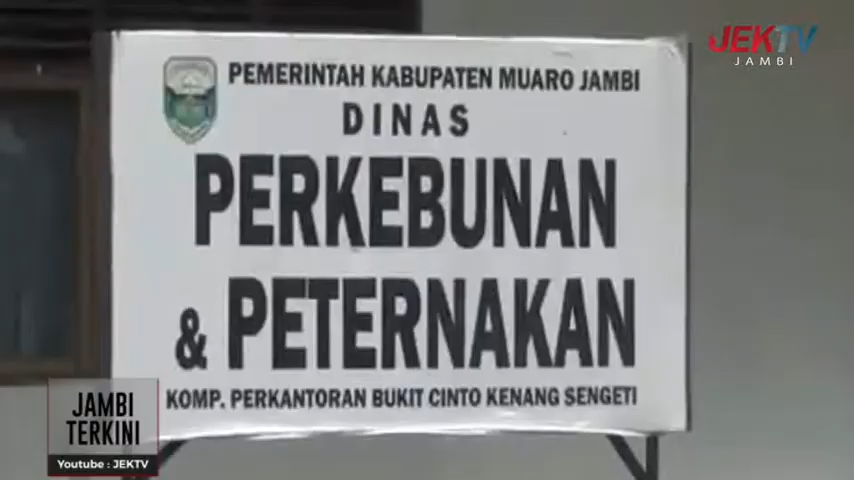 JEKTV
JAMBI
PEMERINTAH KABUPATEN MUARO JAMBI
DINAS
PERKEBUNAN
& PETERNAKAN
KOMP. PERKANTORAN BUKIT CINTO KENANG SENGETI
JAMBI
TERKINI
Youtube : JEKTV